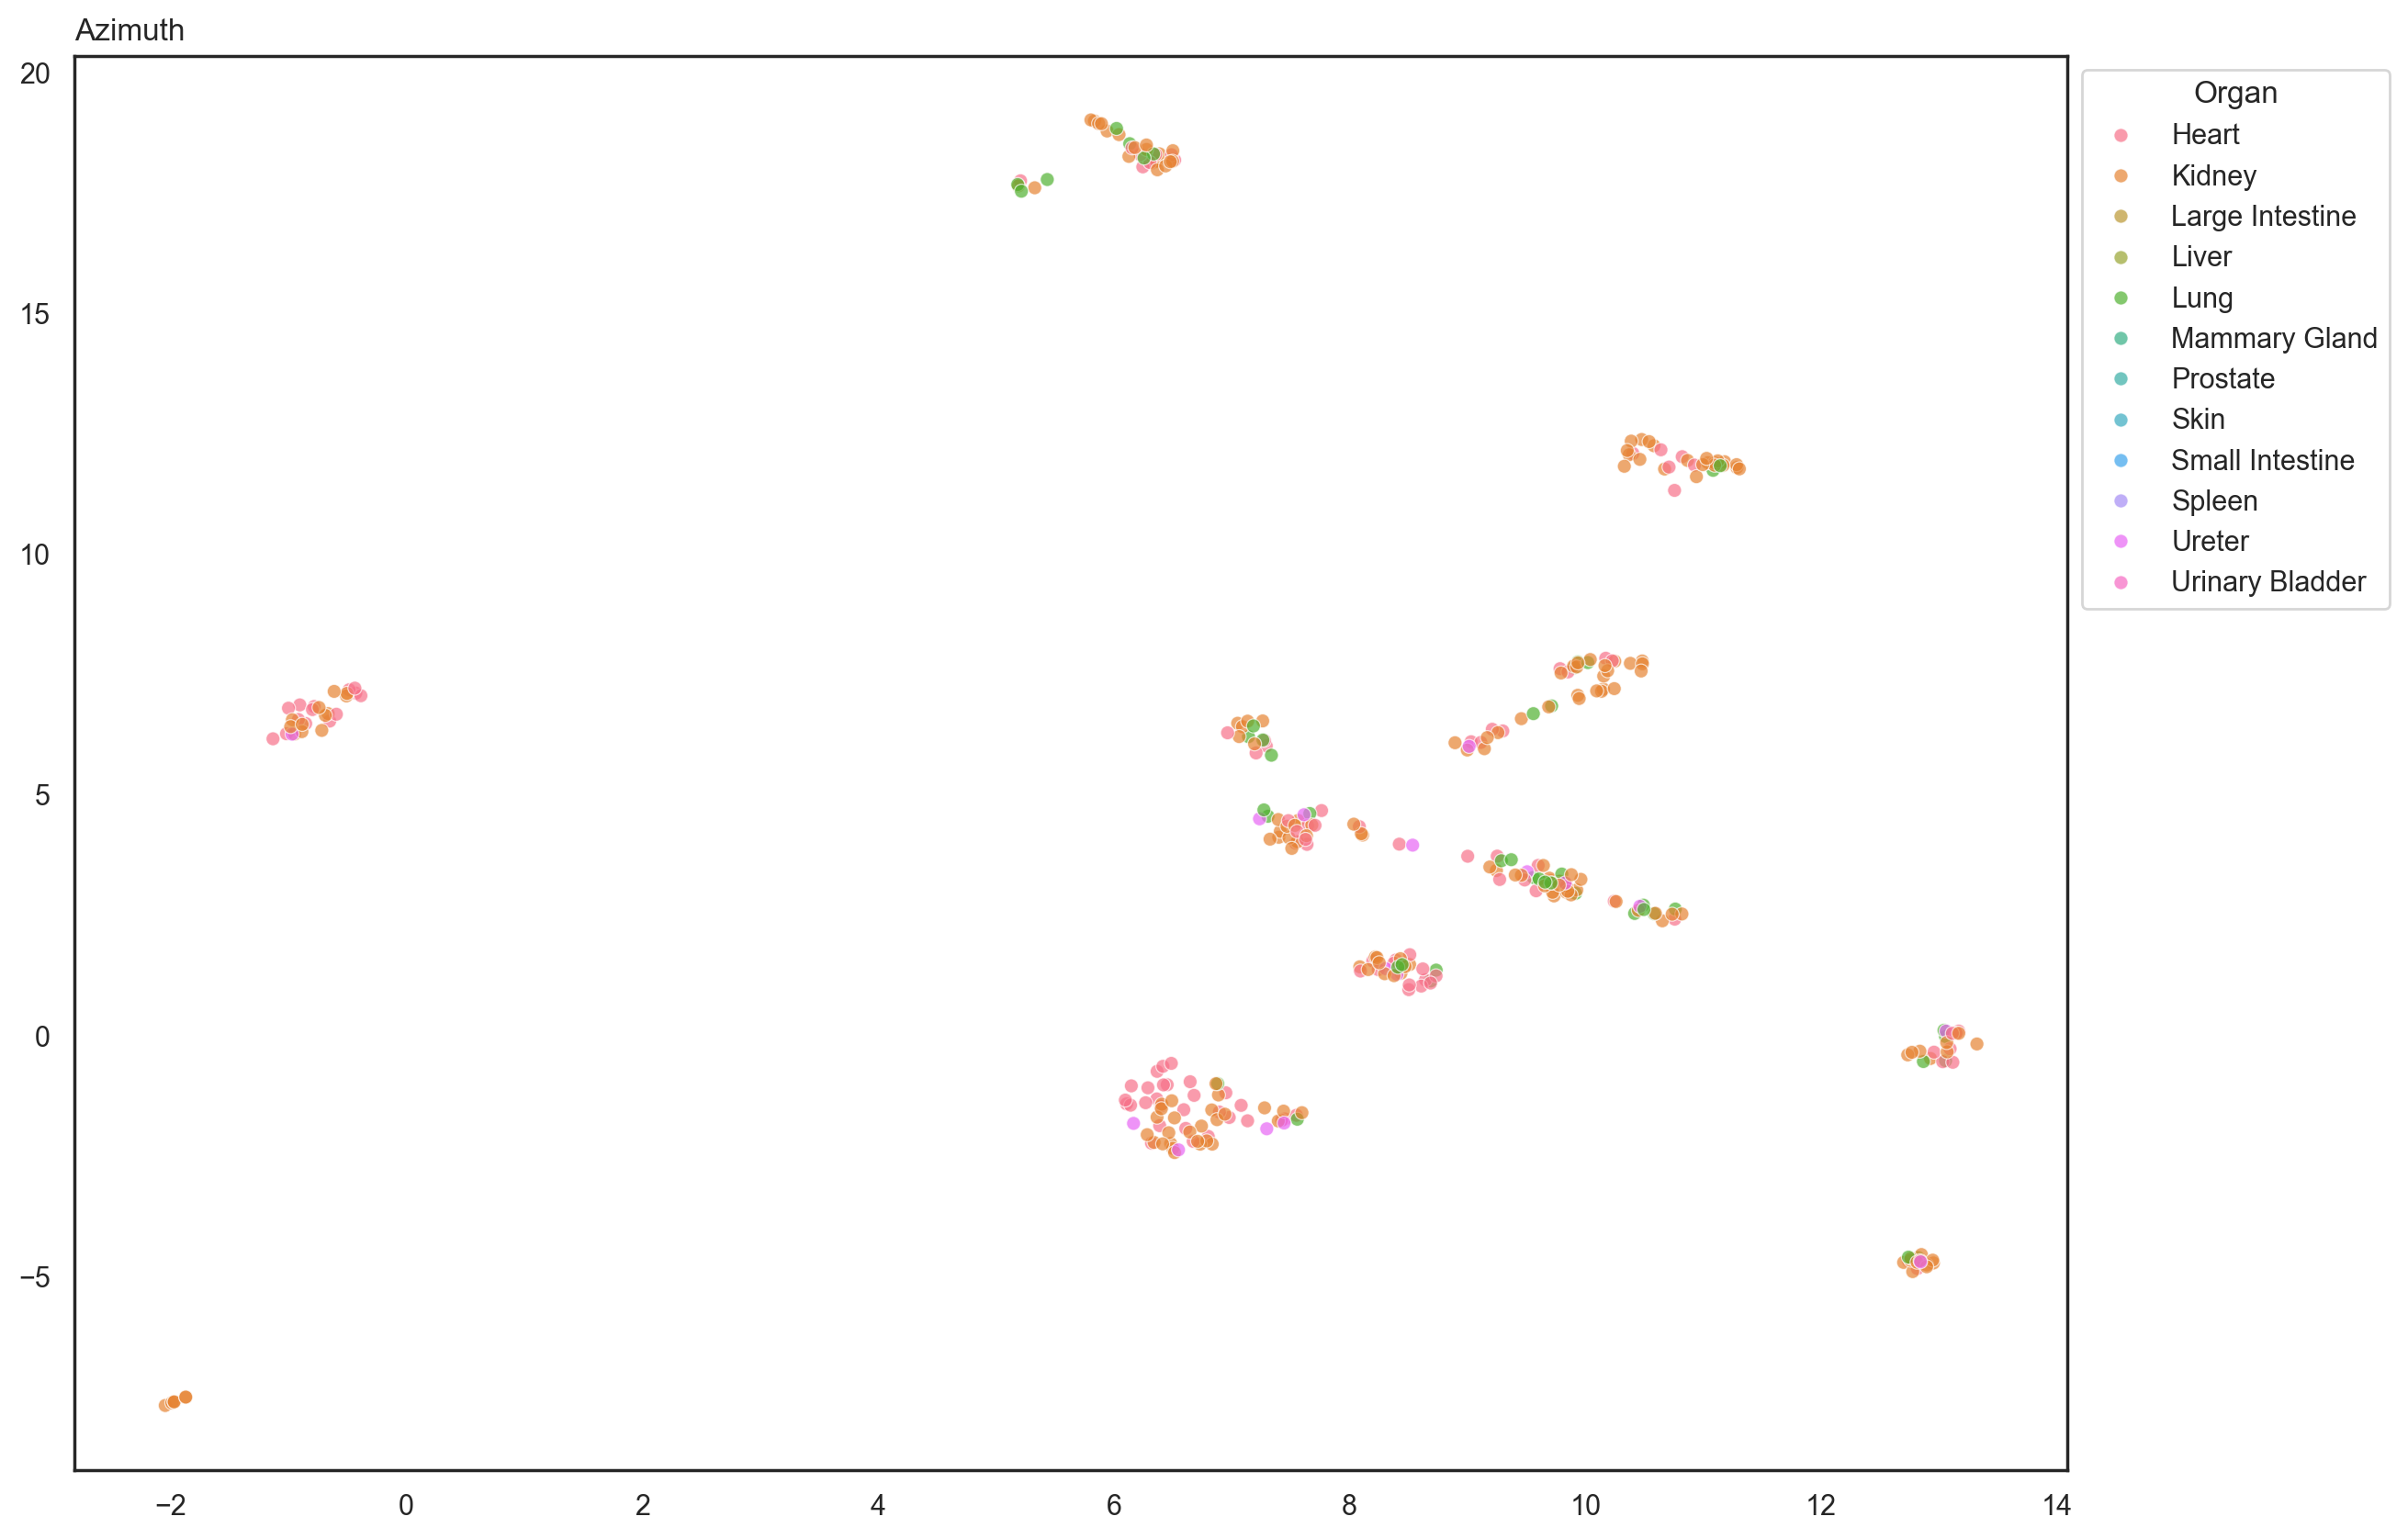 Azimuth
20
15
10
5
0
−5
−2
0
2
4
6
8
10
12
14
Organ
Heart
Kidney
Large Intestine
Liver
Lung
Mammary Gland
Prostate
Skin
Small Intestine
Spleen
Ureter
Urinary Bladder